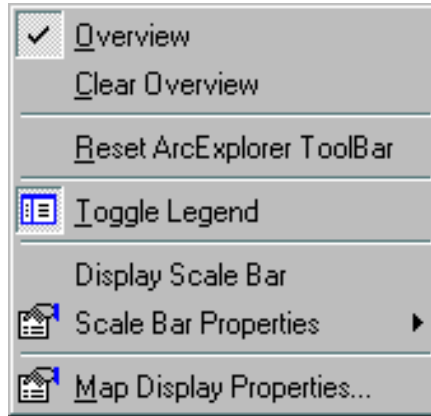 Overview
Clear Overview
Reset ArcExplorer ToolBar
Toggle Legend
Display Scale Bar
Scale Bar Properties
Map Display Properties...